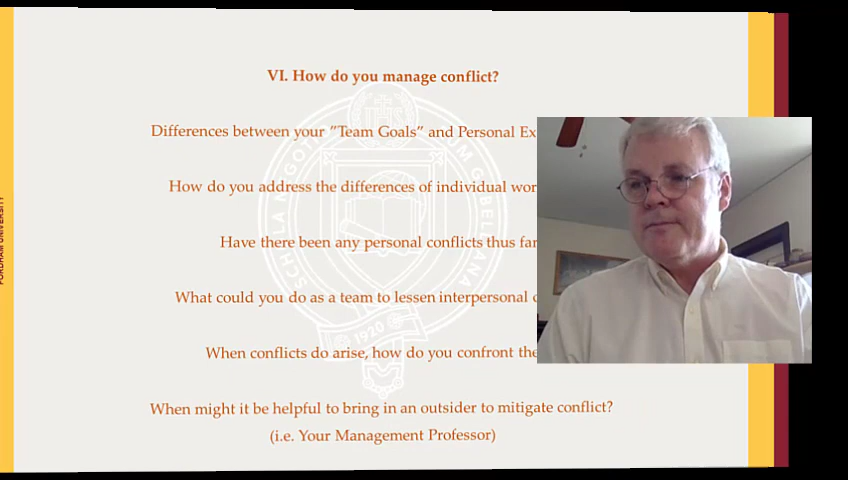 VI. How do you manage conflict?
Differences between your "Team Goals" and Personal
How do you address the differences of individual
Have there been any personal conflicts thus far
What could you do as a team to lessen interpersonal
When conflicts do arise, how do you confront
When might it be helpful to bring in an outsider to mitigate conflict?
(i.e. Your Management Professor)
FORDHAM UNIVERSITY
IHS
1920